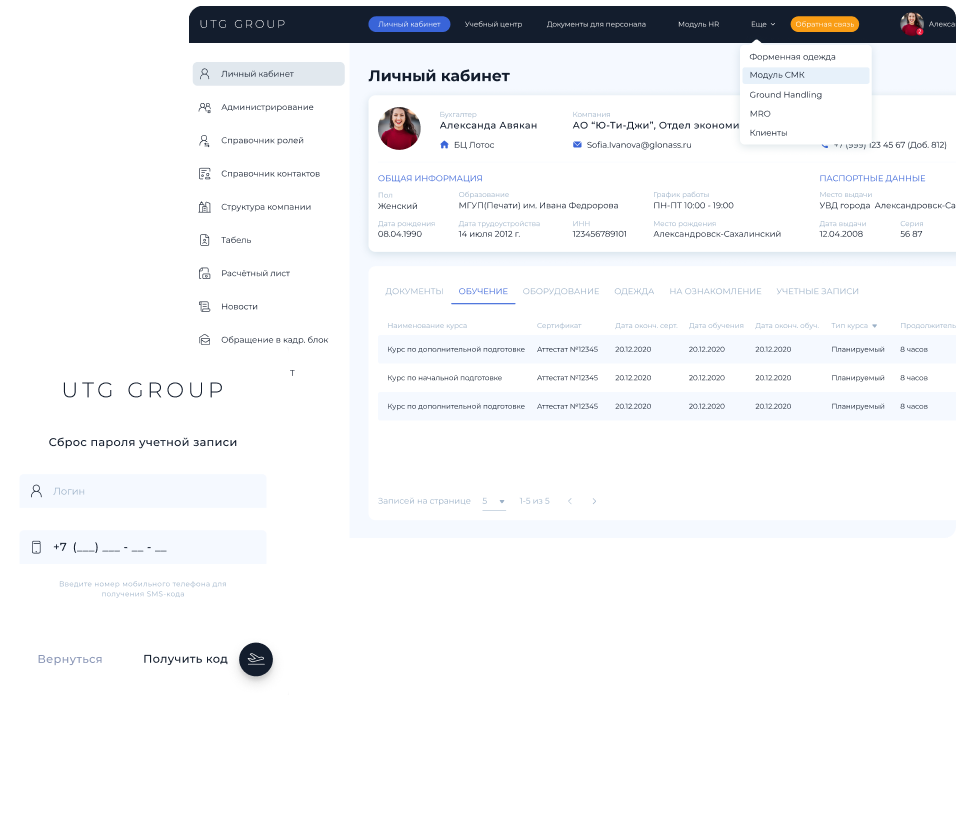 UTG GROUP
Личный кабинет Учебный центр Документы для персонала Модуль HR Еще Обратная связь 2
Форменная одежда
Модуль СМК
Ground Handling
MRO
Клиенты
Личный кабинет
Администрирование
Справочник ролей
Справочник контактов
Структура компании
Табель
Расчётный лист
Новости
Обращение в кадр. блок
Т
Личный кабинет
Бухгалтер Компания
Александа Авякан АО “Ю-Ти-Джи”, Отдел экономи
БЦ Лотос Sofia.Ivanova@glonass.ru +7 (999) 123 45 67 (Доб. 812)
ОБЩАЯ ИНФОРМАЦИЯ ПАСПОРТНЫЕ ДАННЫЕ
Пол Образование График работы Место выдачи
Женский МГУП(Печати) им. Ивана Федророва ПН-ПТ 10:00 - 19:00 УВД города Александровск-Са
Дата рождения Дата трудоустройства ИНН Место рождения Дата выдачи Серия
08.04.1990 14 июля 2012 г. 123456789101 Александровск-Сахалинский 12.04.2008 56 87
ДОКУМЕНТЫ ОБУЧЕНИЕ ОБОРУДОВАНИЕ ОДЕЖДА НА ОЗНАКОМЛЕНИЕ УЧЕТНЫЕ ЗАПИСИ
Наименование курса Сертификат Дата оконч. серт. Дата обучения Дата оконч. обуч. Тип курса Продолжитель
Курс по дополнительной подготовке Аттестат №12345 20.12.2020 20.12.2020 20.12.2020 Планируемый 8 часов
Курс по начальной подготовке Аттестат №12345 20.12.2020 20.12.2020 20.12.2020 Планируемый 8 часов
Курс по дополнительной подготовке Аттестат №12345 20.12.2020 20.12.2020 20.12.2020 Планируемый 8 часов
Записей на странице 5 1-5 из 5
UTG GROUP
Сброс пароля учетной записи
Логин
+7 (___) ___ - __ - __
Введите номер мобильного телефона для
получения SMS-кода
Вернуться Получить код